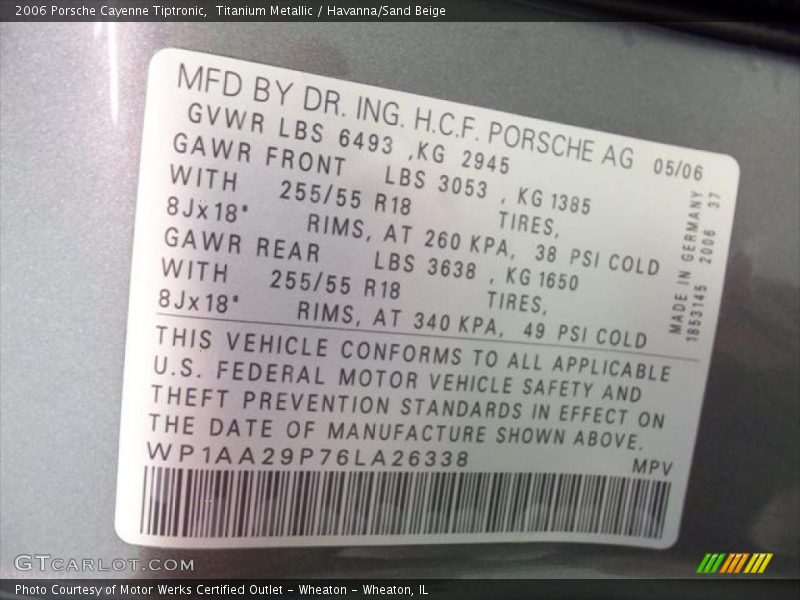 2006 Porsche Cayenne Tiptronic,  Titanium Metallic / Havanna/Sand Beige
MFD BY DR. ING. H.C.F. PORSCHE AG 05/06
GVWR LBS 6493 ,KG 2945
GAWR FRONT LBS 3053 , KG 1385
WITH 255/55 R18 TIRES,
8Jx18" RIMS, AT 260 KPA, 38 PSI COLD
GAWR REAR LBS 3638 , KG 1650
WITH 255/55 R18 TIRES,
8Jx18" RIMS, AT 340 KPA, 49 PSI COLD
MADE IN GERMANY
1853145 2006 37
THIS VEHICLE CONFORMS TO ALL APPLICABLE
U.S. FEDERAL MOTOR VEHICLE SAFETY AND
THEFT PREVENTION STANDARDS IN EFFECT ON
THE DATE OF MANUFACTURE SHOWN ABOVE.
WP1AA29P76LA26338 MPV
GTCARLOT.COM
Photo Courtesy of Motor Werks Certified Outlet - Wheaton - Wheaton, IL